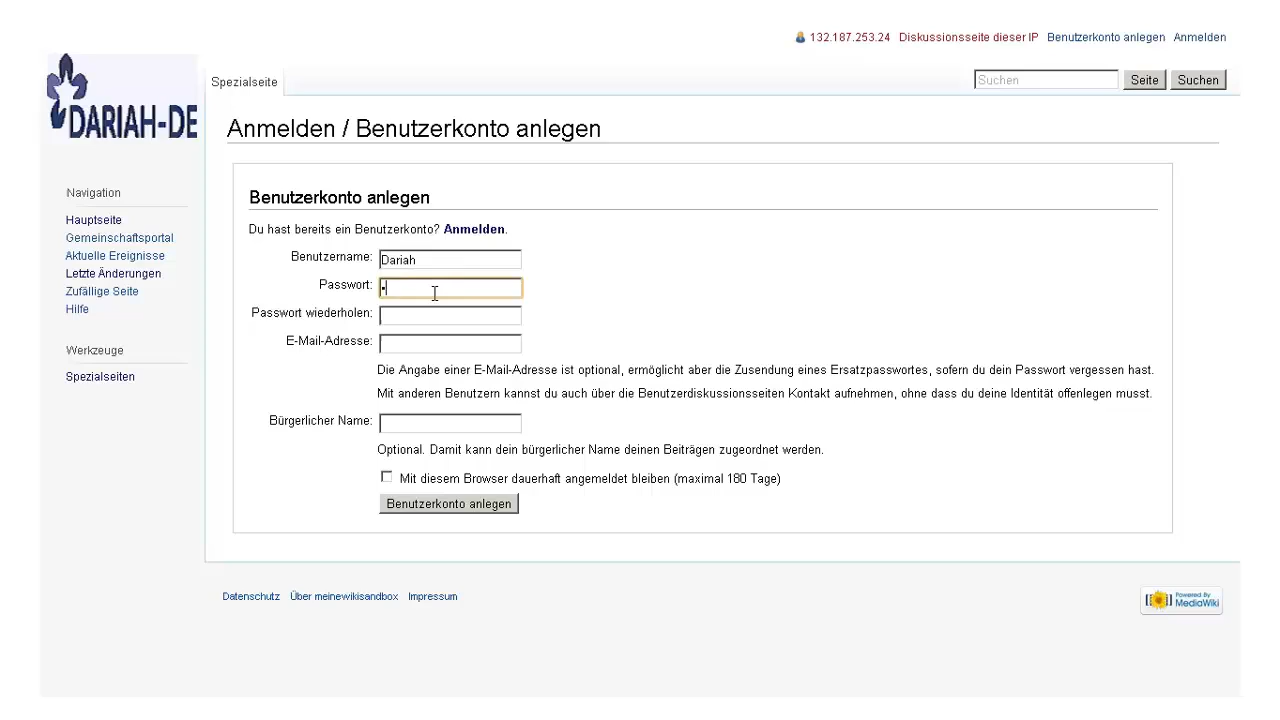 132.187.253.24 Diskussionsseite dieser IP Benutzerkonto anlegen Anmelden
DARIAH-DE
Spezialseite
Suchen Seite Suchen
Anmelden / Benutzerkonto anlegen
Navigation
Hauptseite
Gemeinschaftsportal
Aktuelle Ereignisse
Letzte Änderungen
Zufällige Seite
Hilfe
Werkzeuge
Spezialseiten
Benutzerkonto anlegen
Du hast bereits ein Benutzerkonto? Anmelden.
Benutzername: Dariah
Passwort: •
Passwort wiederholen:
E-Mail-Adresse:
Die Angabe einer E-Mail-Adresse ist optional, ermöglicht aber die Zusendung eines Ersatzpasswortes, sofern du dein Passwort vergessen hast.
Mit anderen Benutzern kannst du auch über die Benutzerdiskussionsseiten Kontakt aufnehmen, ohne dass du deine Identität offenlegen musst.
Bürgerlicher Name:
Optional. Damit kann dein bürgerlicher Name deinen Beiträgen zugeordnet werden.
Mit diesem Browser dauerhaft angemeldet bleiben (maximal 180 Tage)
Benutzerkonto anlegen
Datenschutz Über meinewikisandbox Impressum
Powered By
MediaWiki